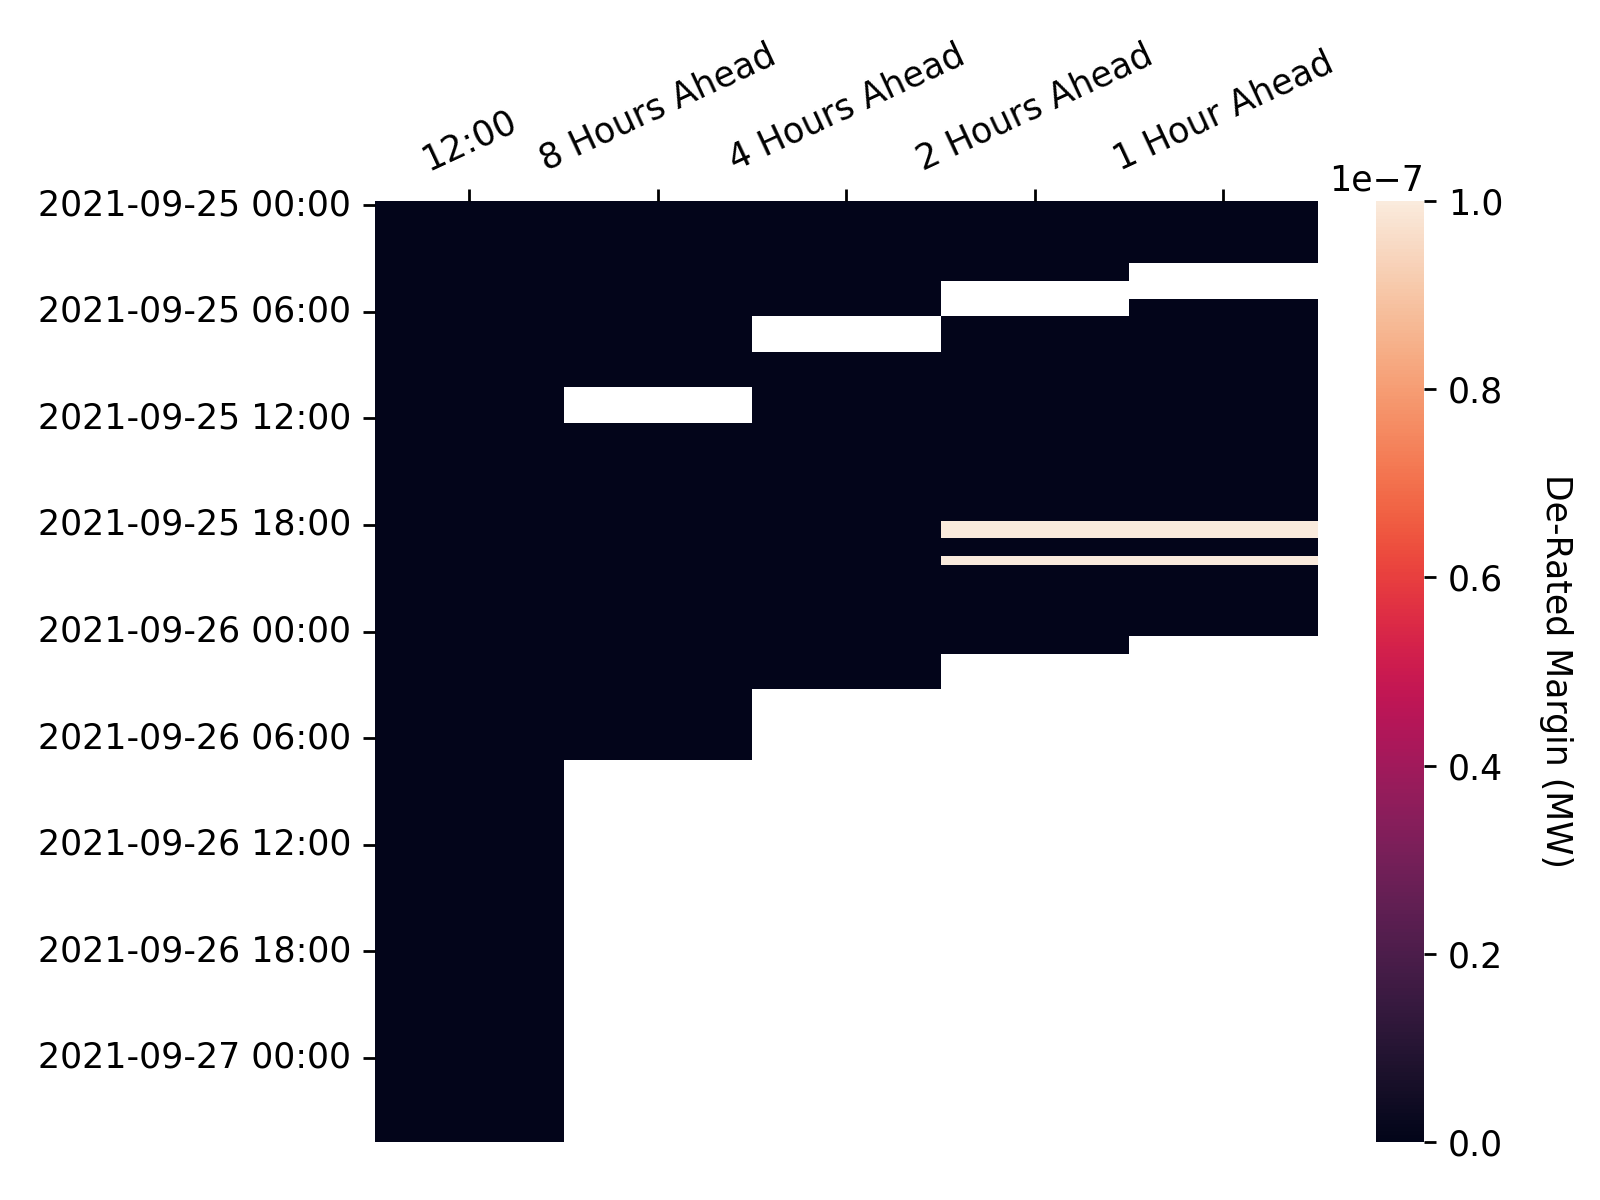 12:00
8 Hours Ahead
4 Hours Ahead
2 Hours Ahead
1 Hour Ahead
2021-09-25 00:00
2021-09-25 06:00
2021-09-25 12:00
2021-09-25 18:00
2021-09-26 00:00
2021-09-26 06:00
2021-09-26 12:00
2021-09-26 18:00
2021-09-27 00:00
1e−7
1.0
0.8
0.6
0.4
0.2
0.0
De-Rated Margin (MW)